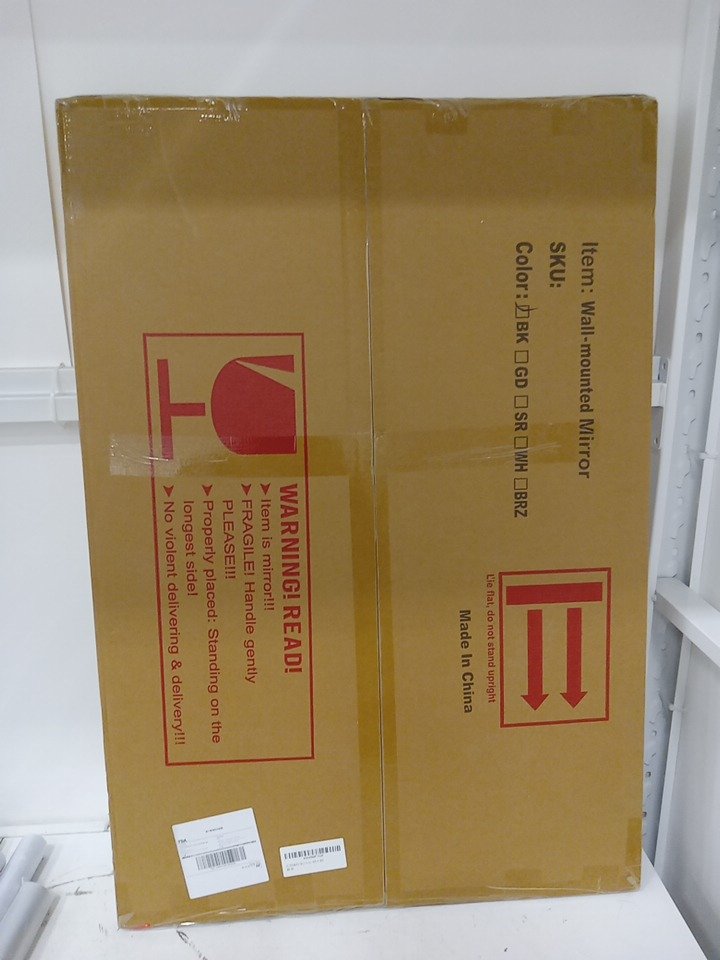 Item: Wall-mounted Mirror
SKU:
Color: BK GD SR WH BRZ
Lie flat, do not stand upright
Made In China
WARNING! READ!
➤ Item is mirror!!!
➤ FRAGILE! Handle gently
PLEASE!!!
➤ Properly placed: Standing on the
longest side!
➤ No violent delivering & delivery!!!